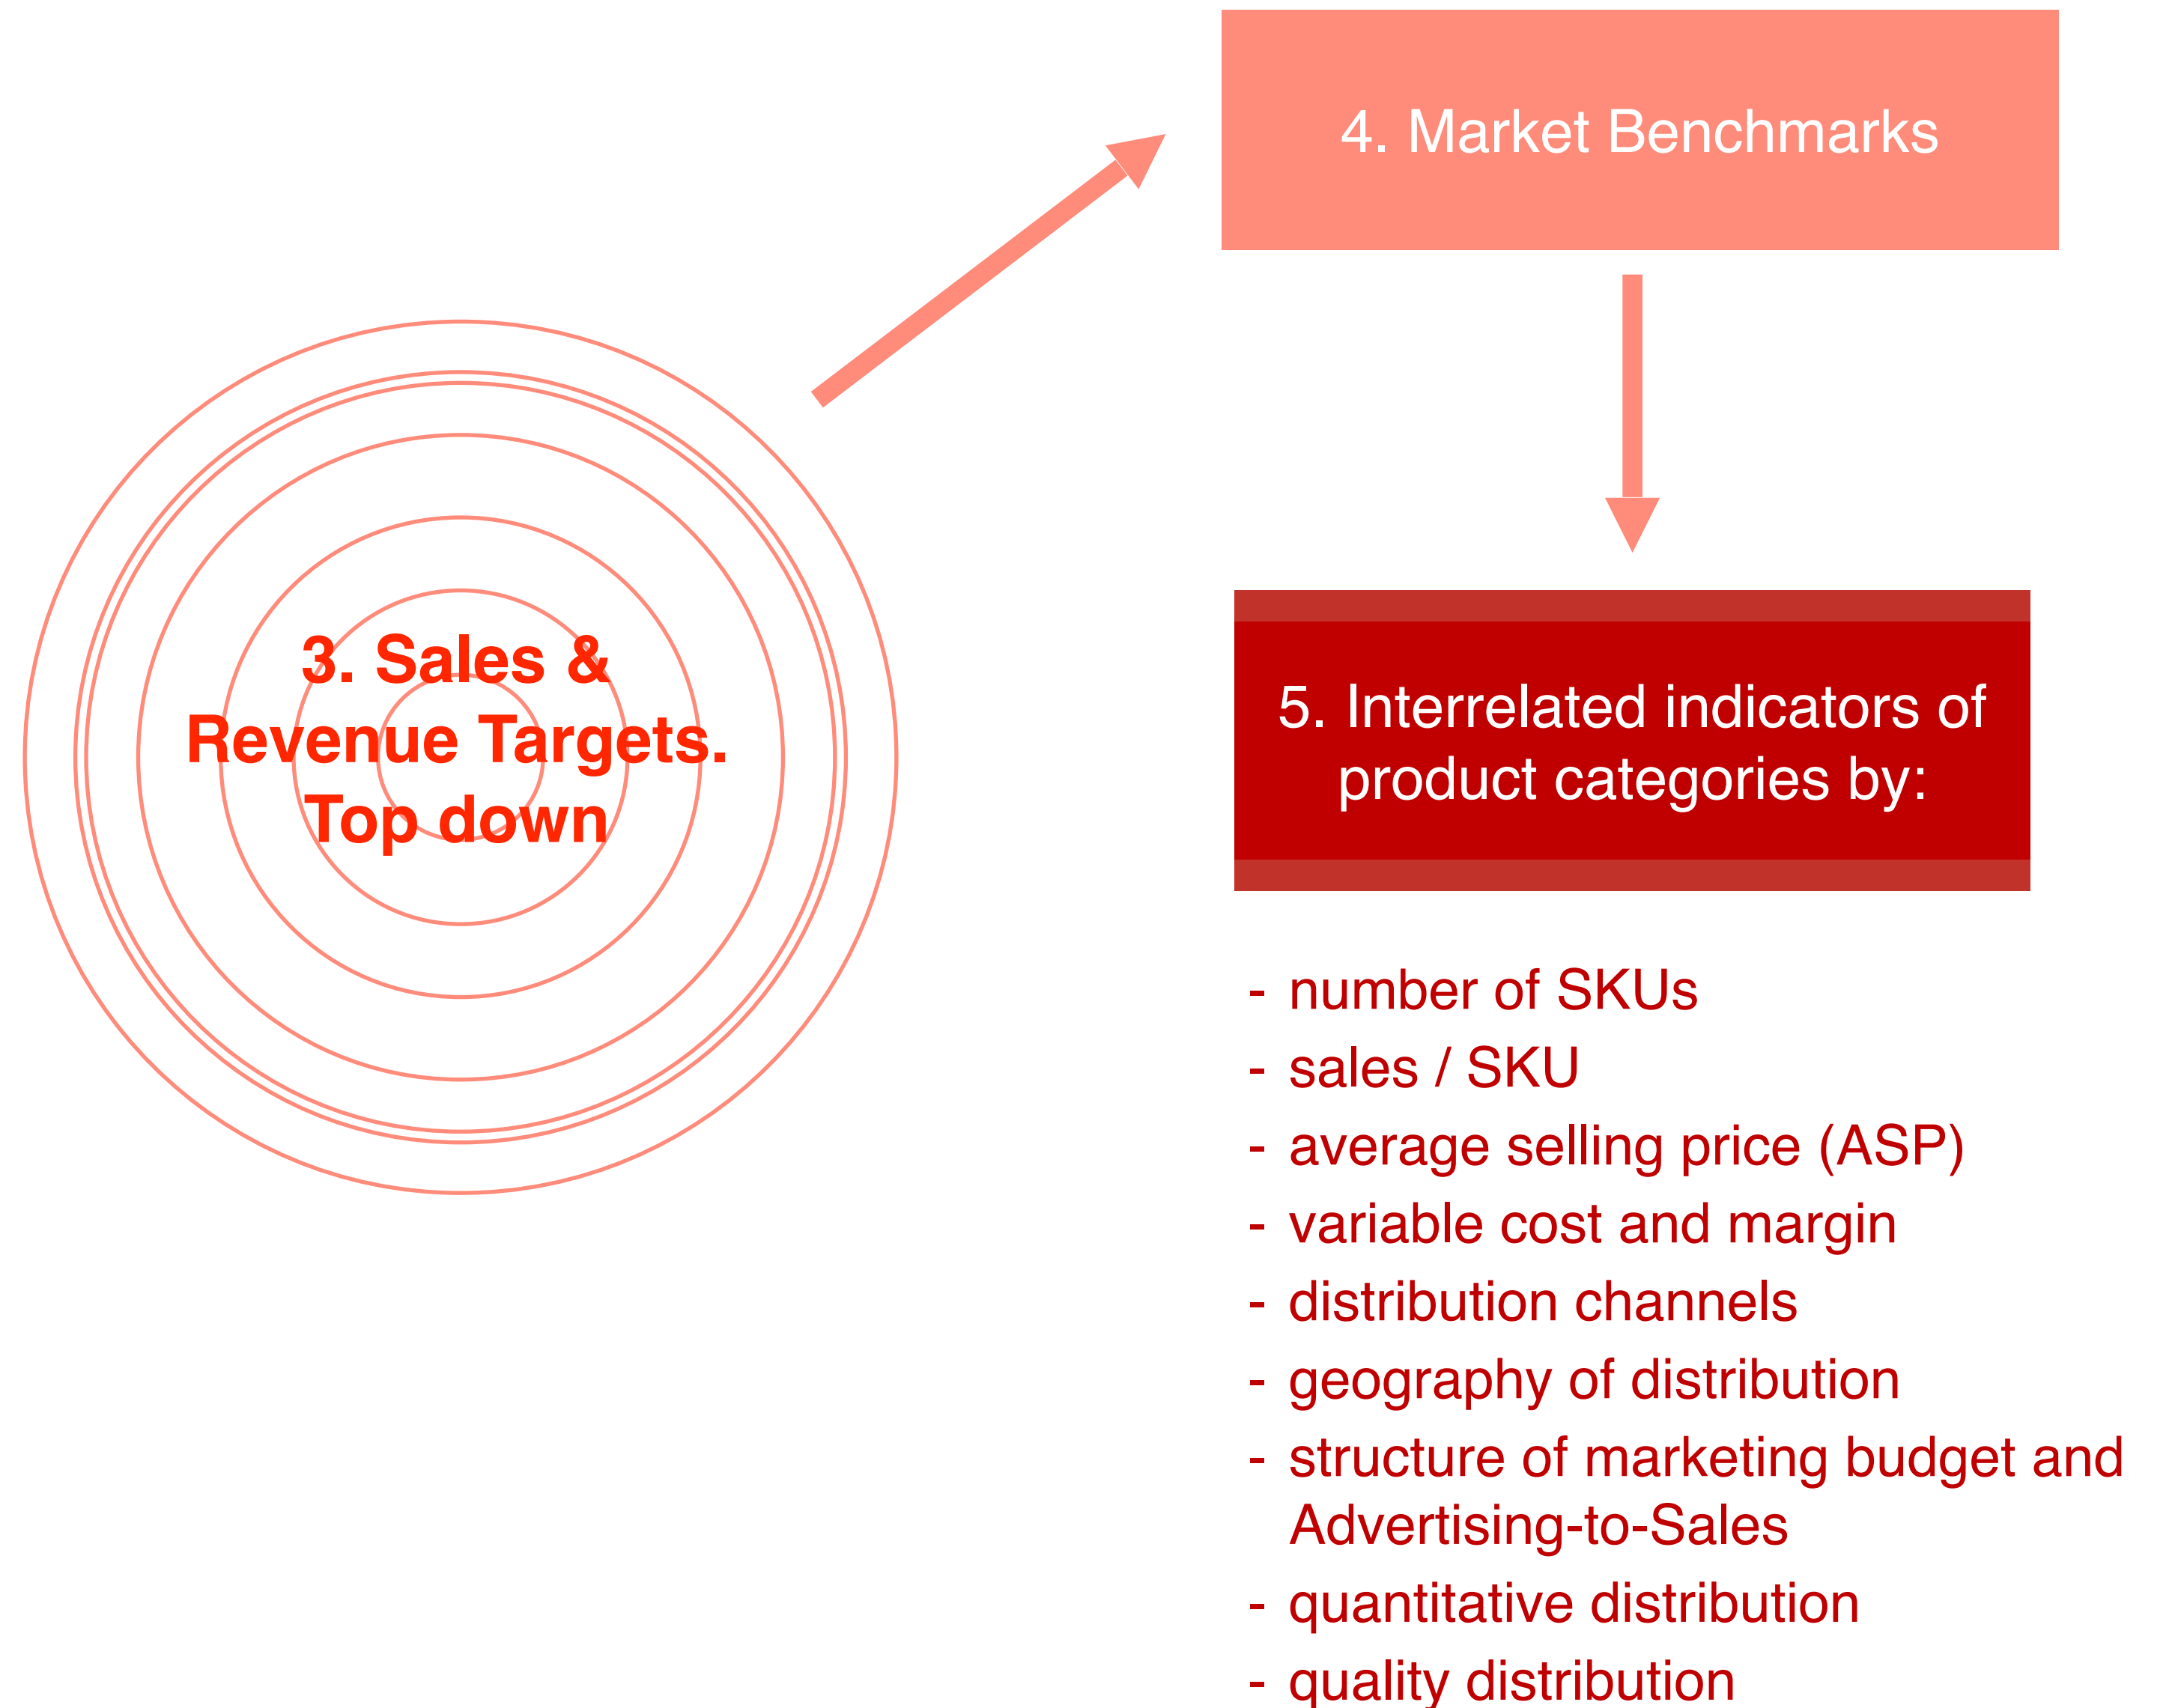 4. Market Benchmarks
3. Sales &
Revenue Targets.
Top down
5. Interrelated indicators of
product categories by:
- number of SKUs
- sales / SKU
- average selling price (ASP)
- variable cost and margin
- distribution channels
- geography of distribution
- structure of marketing budget and
Advertising-to-Sales
- quantitative distribution
- quality distribution